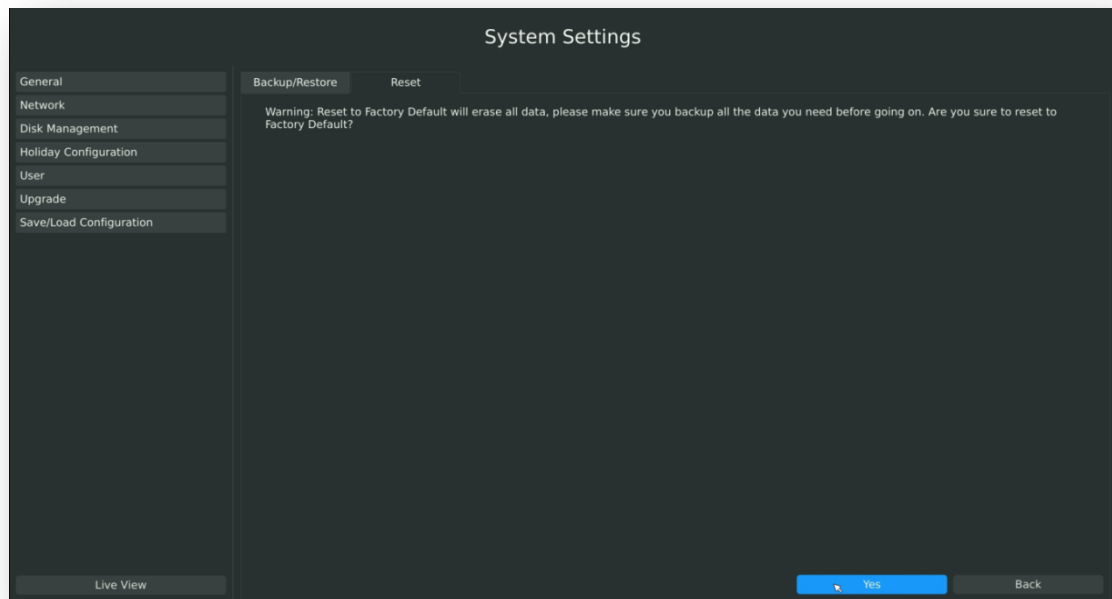 System Settings
General
Network
Disk Management
Holiday Configuration
User
Upgrade
Save/Load Configuration
Backup/Restore
Reset
Warning: Reset to Factory Default will erase all data, please make sure you backup all the data you need before going on. Are you sure to reset to
Factory Default?
Live View
Yes
Back